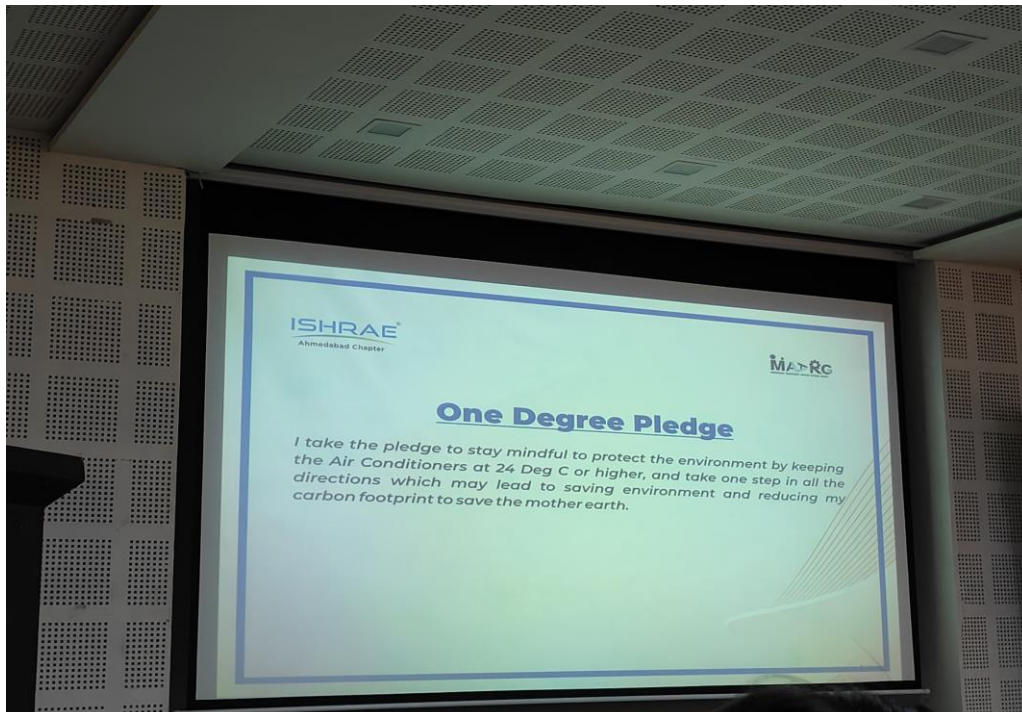 ISHRAE
Ahmedabad Chapter
One Degree Pledge
I take the pledge to stay mindful to protect the environment by keeping
the Air Conditioners at 24 Deg C or higher, and take one step in all the
directions which may lead to saving environment and reducing my
carbon footprint to save the mother earth.